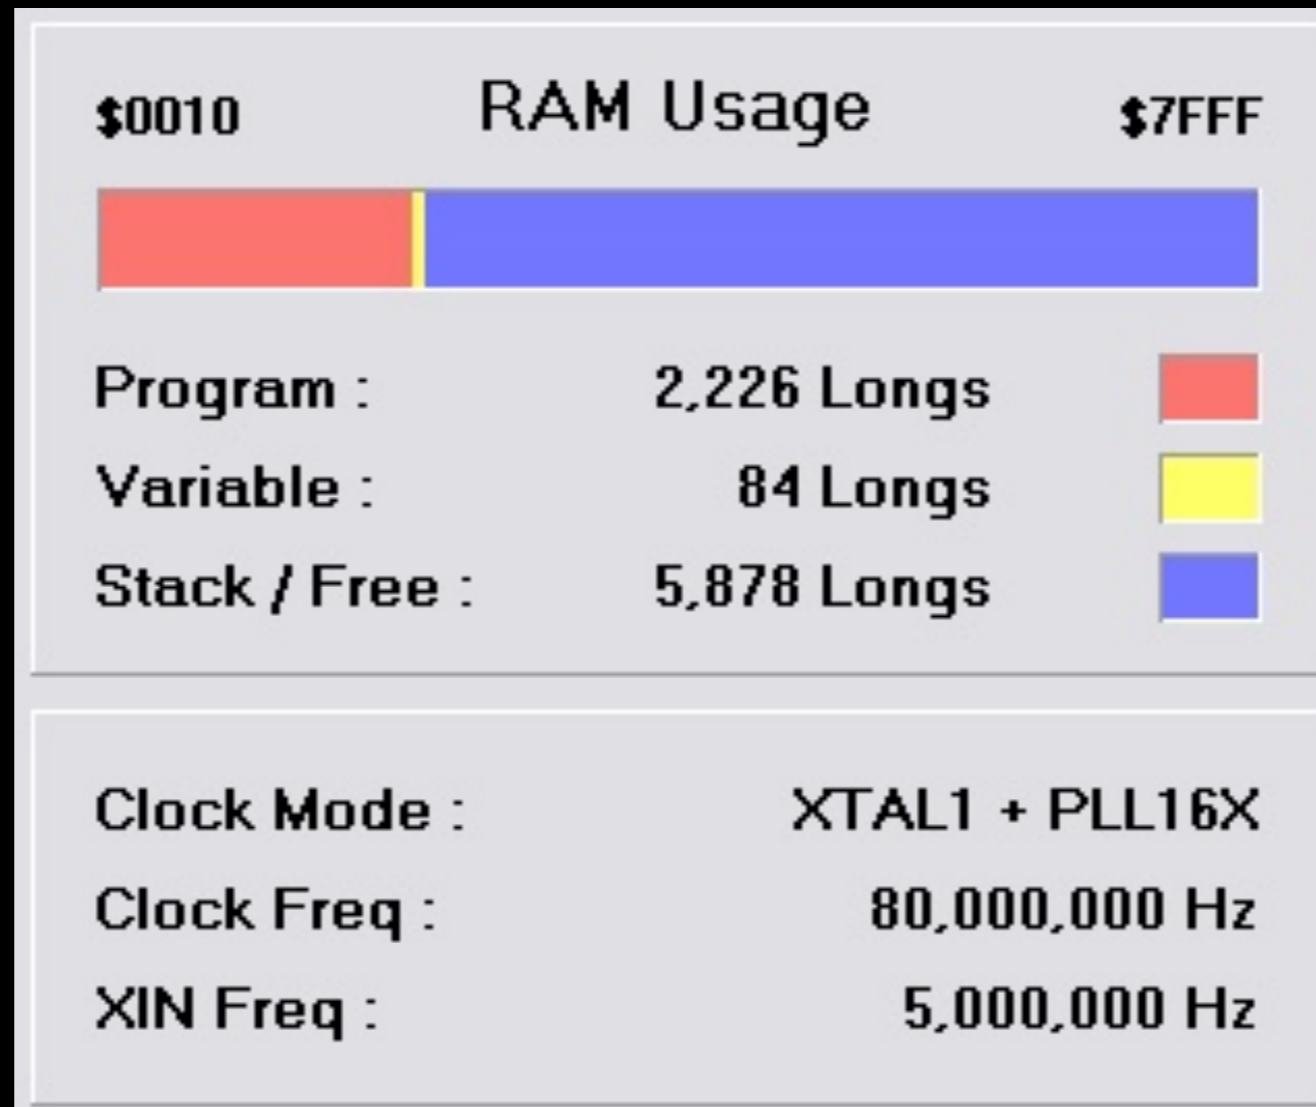 $0010 RAM Usage $7FFF
Program : 2,226 Longs
Variable : 84 Longs
Stack / Free : 5,878 Longs
Clock Mode : XTAL1 + PLL16X
Clock Freq : 80,000,000 Hz
XIN Freq : 5,000,000 Hz